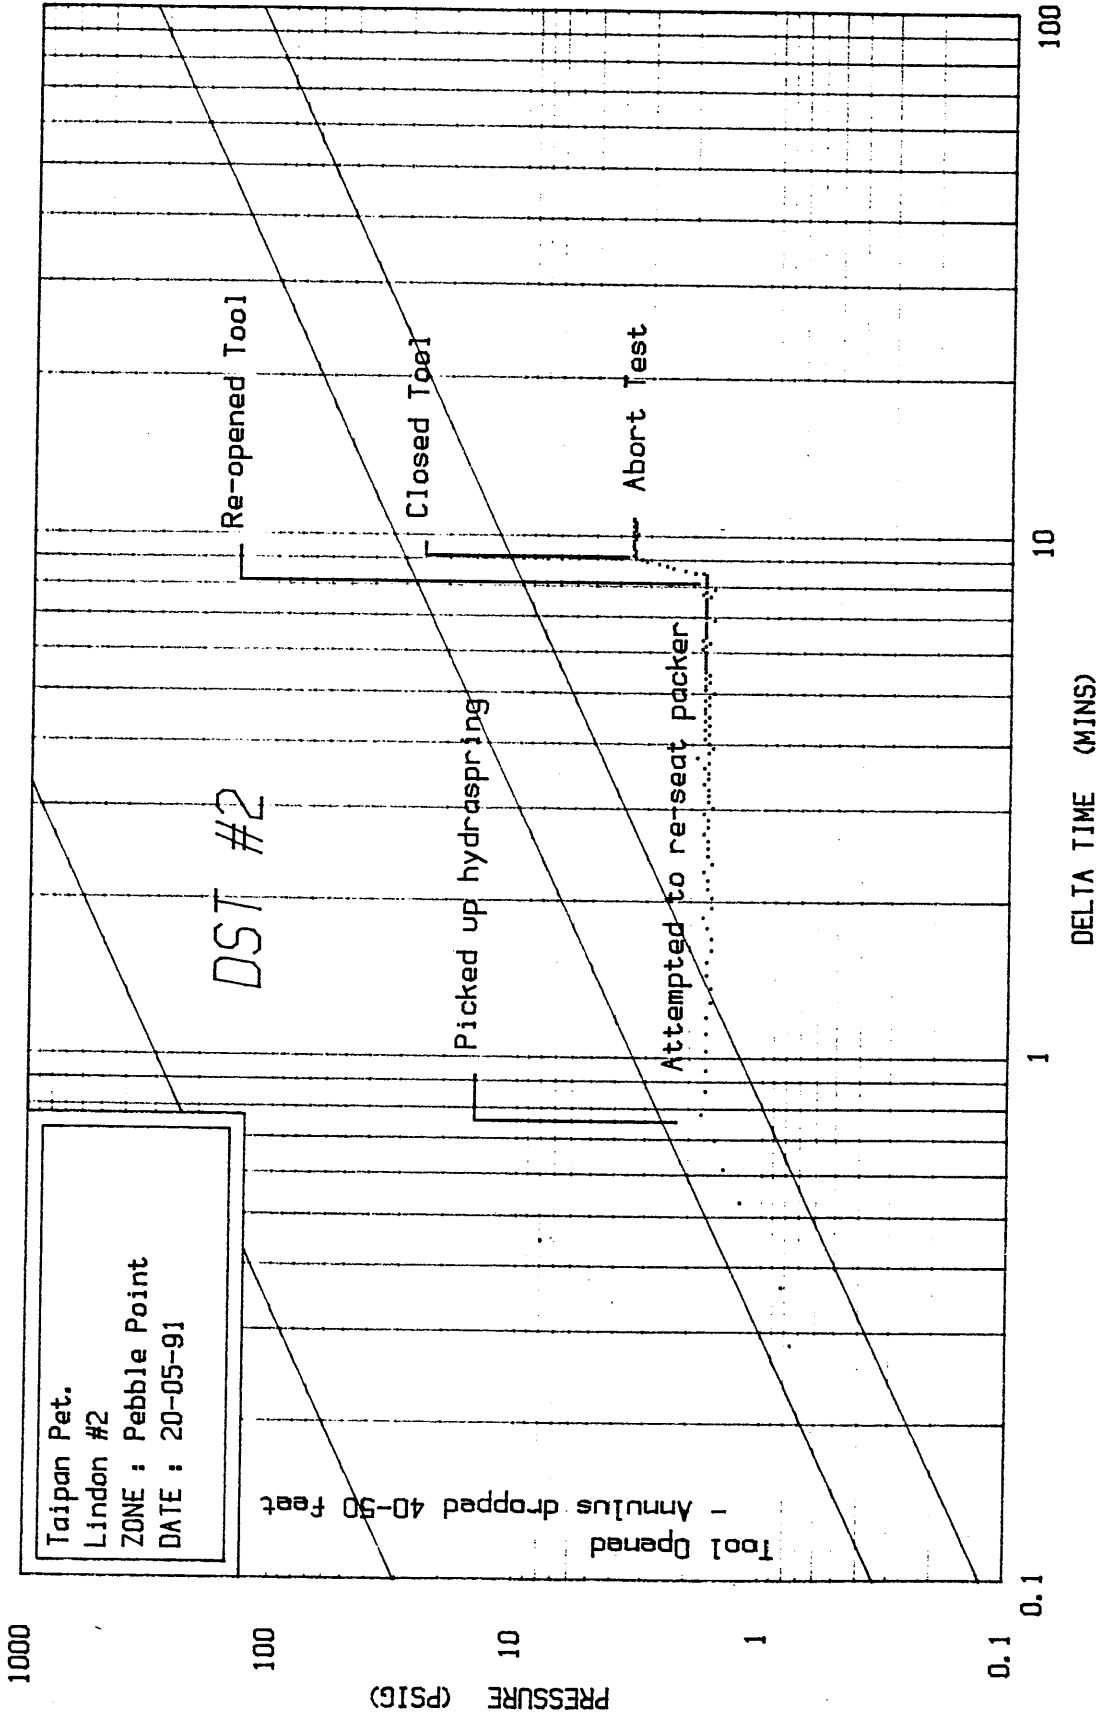 Taipan Pet.
Lindon #2
ZONE : Pebble Point
DATE : 20-05-91
DST #2
Re-opened Tool
Closed Tool
Abort Test
Picked up hydraspring
Attempted to re-seat packer
Tool Opened
- Annulus dropped 40-50 Feet
PRESSURE (PSIG)
1000
100
10
1
0.1
0.1
1
10
100
DELTA TIME (MINS)